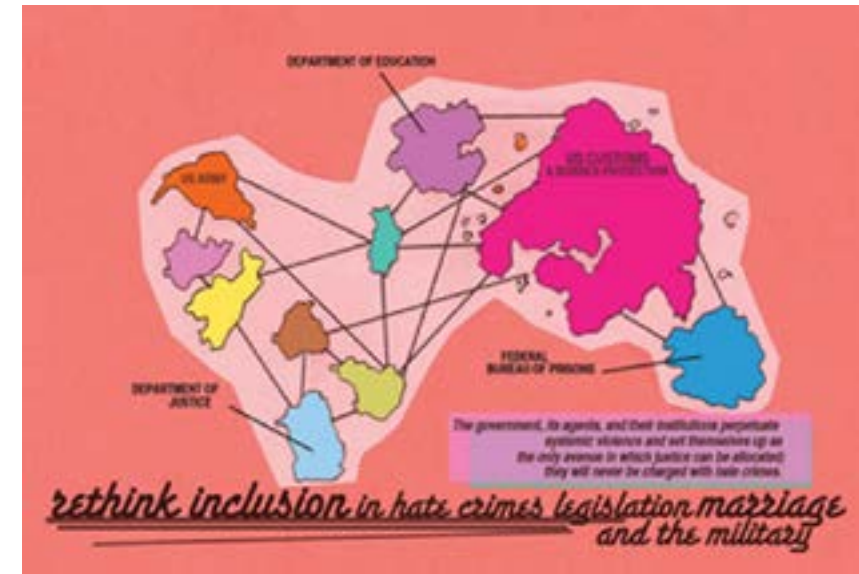 DEPARTMENT OF EDUCATION
US ARMY
US CUSTOMS
& BORDER PROTECTION
FEDERAL
BUREAU OF PRISONS
DEPARTMENT OF
JUSTICE
The government, its agents, and their institutions perpetuate
systemic violence and set themselves up as
the only avenue in which justice can be allocated;
they will never be charged with hate crimes.
rethink inclusion in hate crimes legislation marriage
and the military